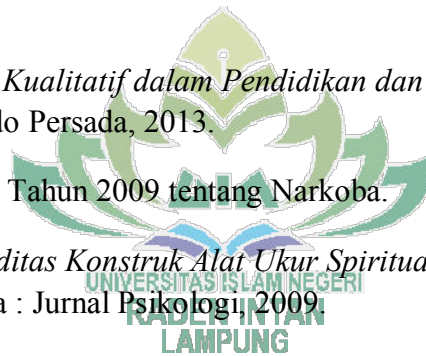 Kualitatif dalam Pendidikan dan
do Persada, 2013.
Tahun 2009 tentang Narkoba.
ditas Konstruk Alat Ukur Spiritua
UNIVERSITAS ISLAM NEGERI
a : Jurnal Psikologi, 2009.
RADEN INTAN
LAMPUNG